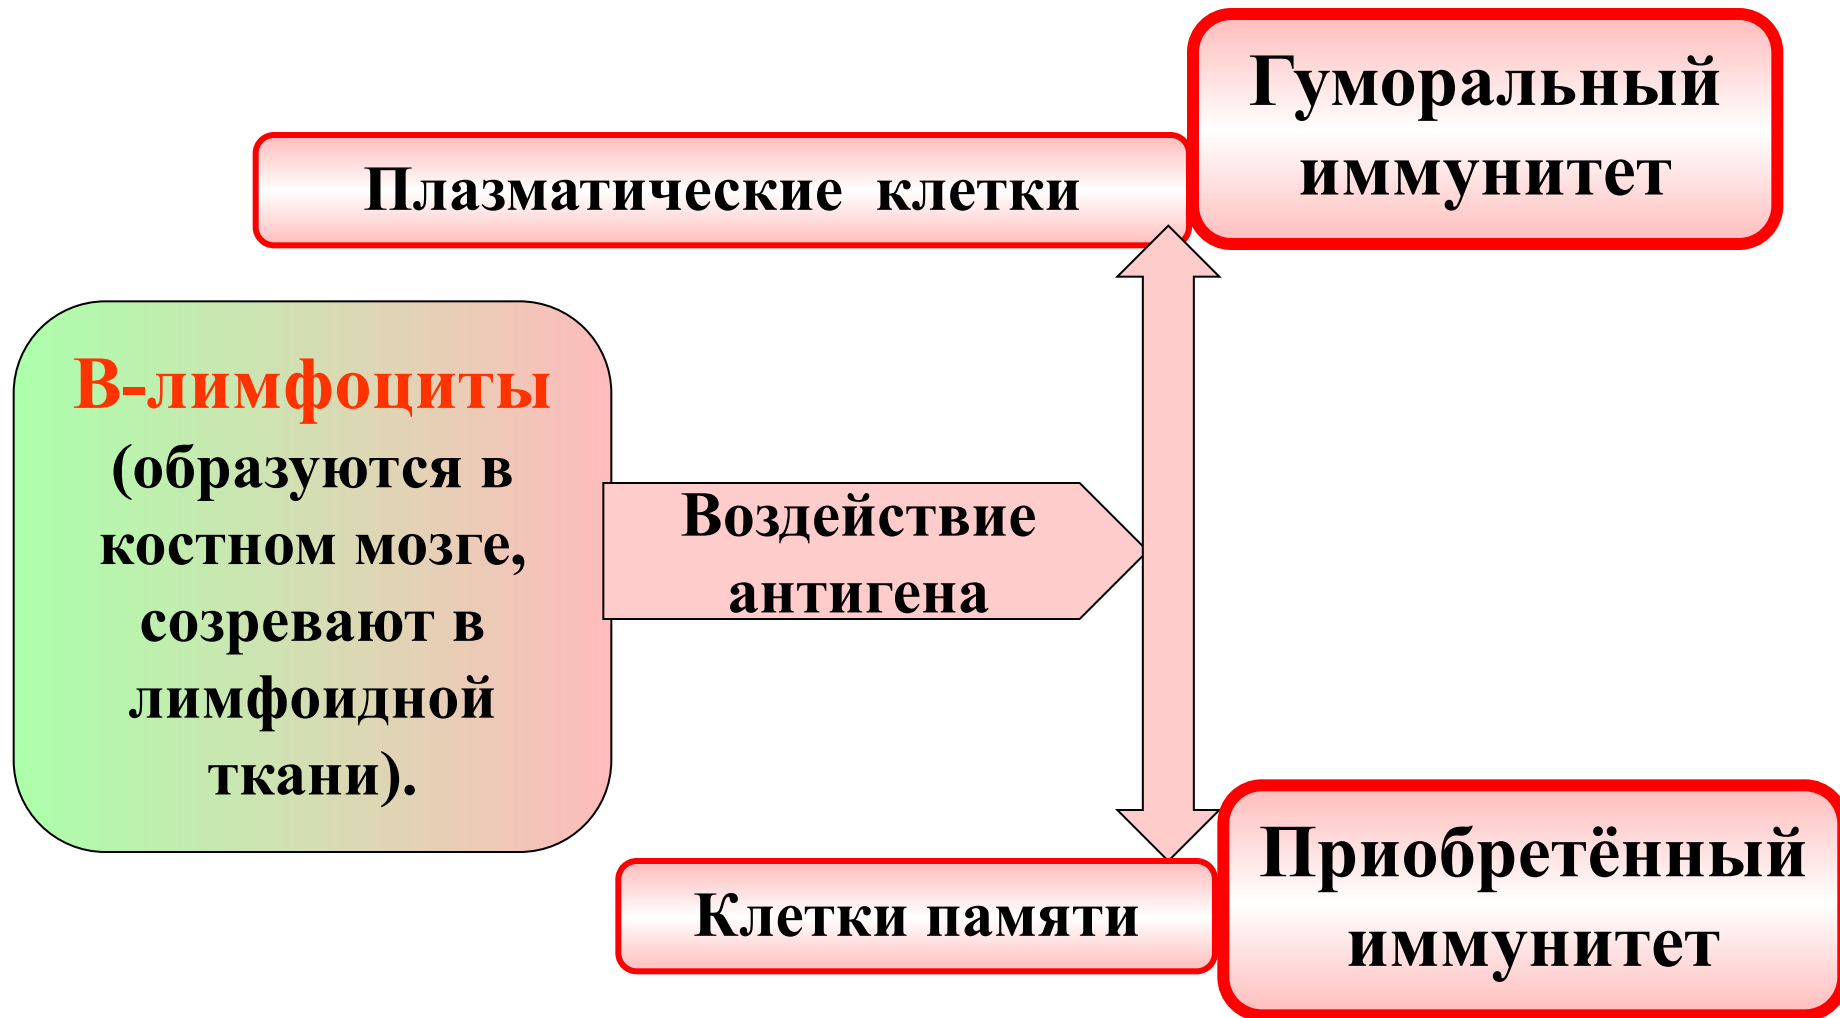 Гуморальный
иммунитет
Плазматические клетки
В-лимфоциты
(образуются в
костном мозге,
созревают в
лимфоидной
ткани).
Воздействие
антигена
Приобретённый
иммунитет
Клетки памяти